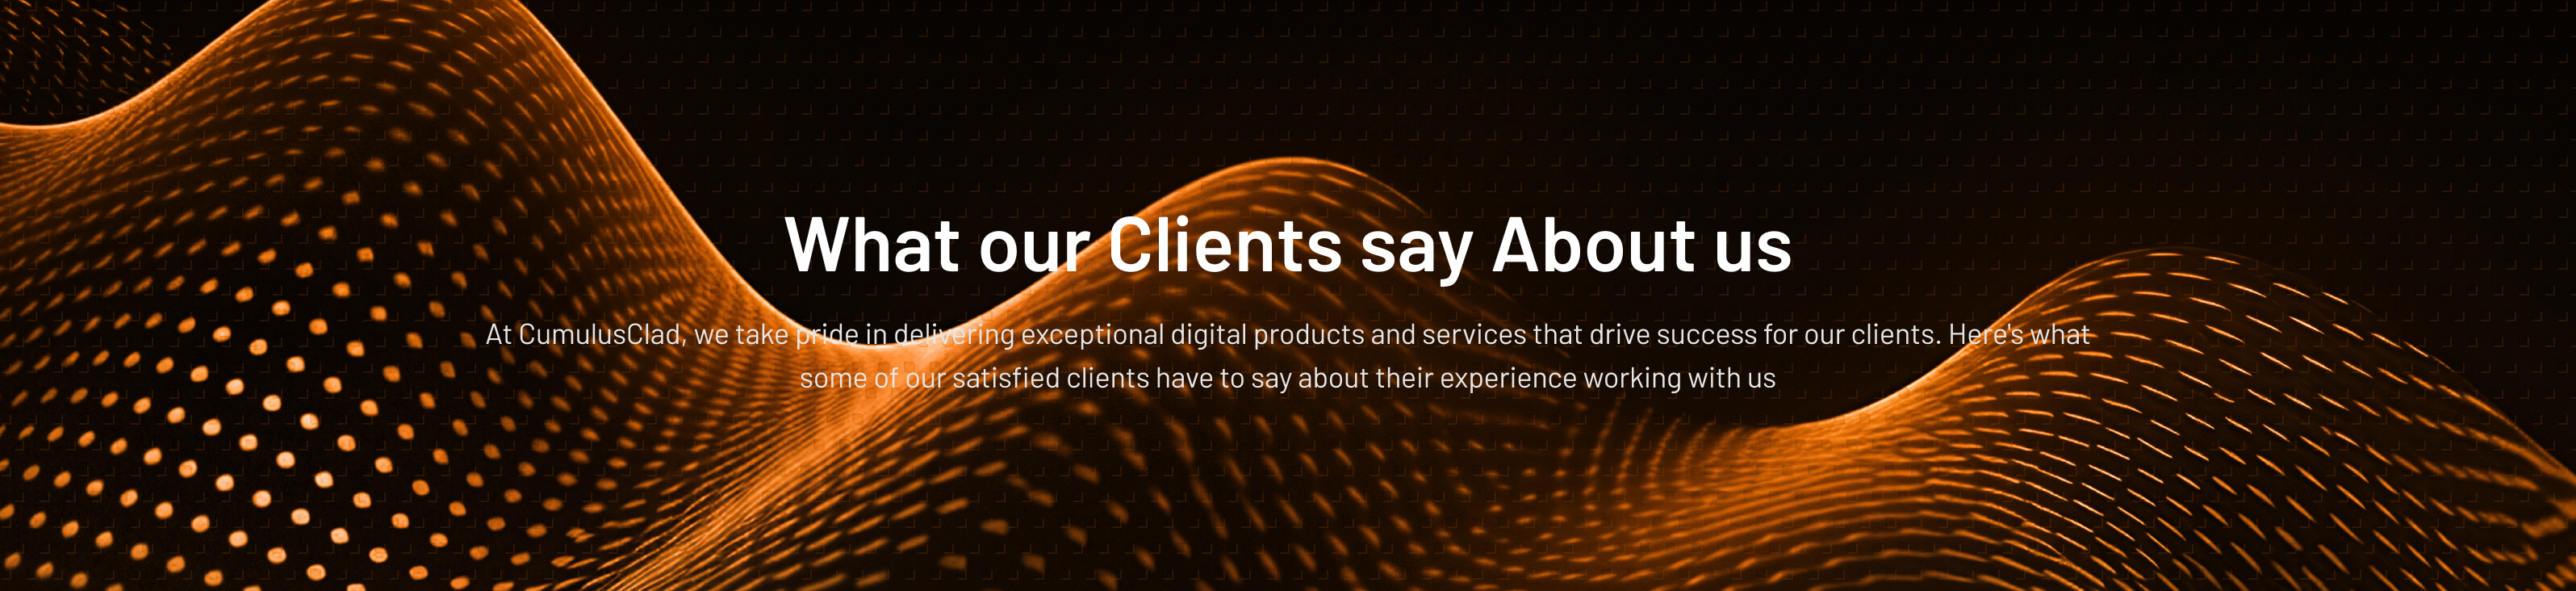 What our Clients say About us
At CumulusClad, we take pride in delivering exceptional digital products and services that drive success for our clients. Here's what
some of our satisfied clients have to say about their experience working with us